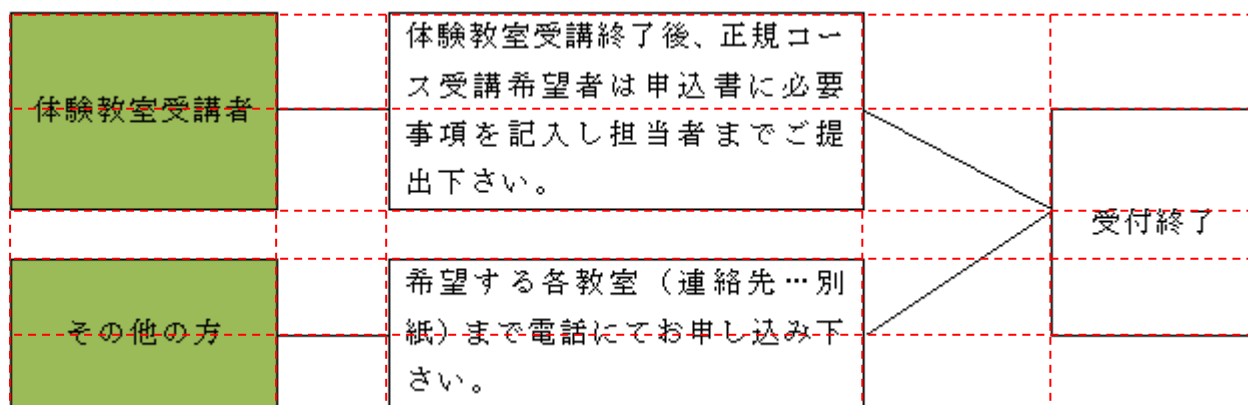 体験教室受講者
体験教室受講終了後、正規コー
ス受講希望者は申込書に必要
事項を記入し担当者までご提
出下さい。
受付終了
その他の方
希望する各教室（連絡先…別
紙）まで電話にてお申し込み下
さい。